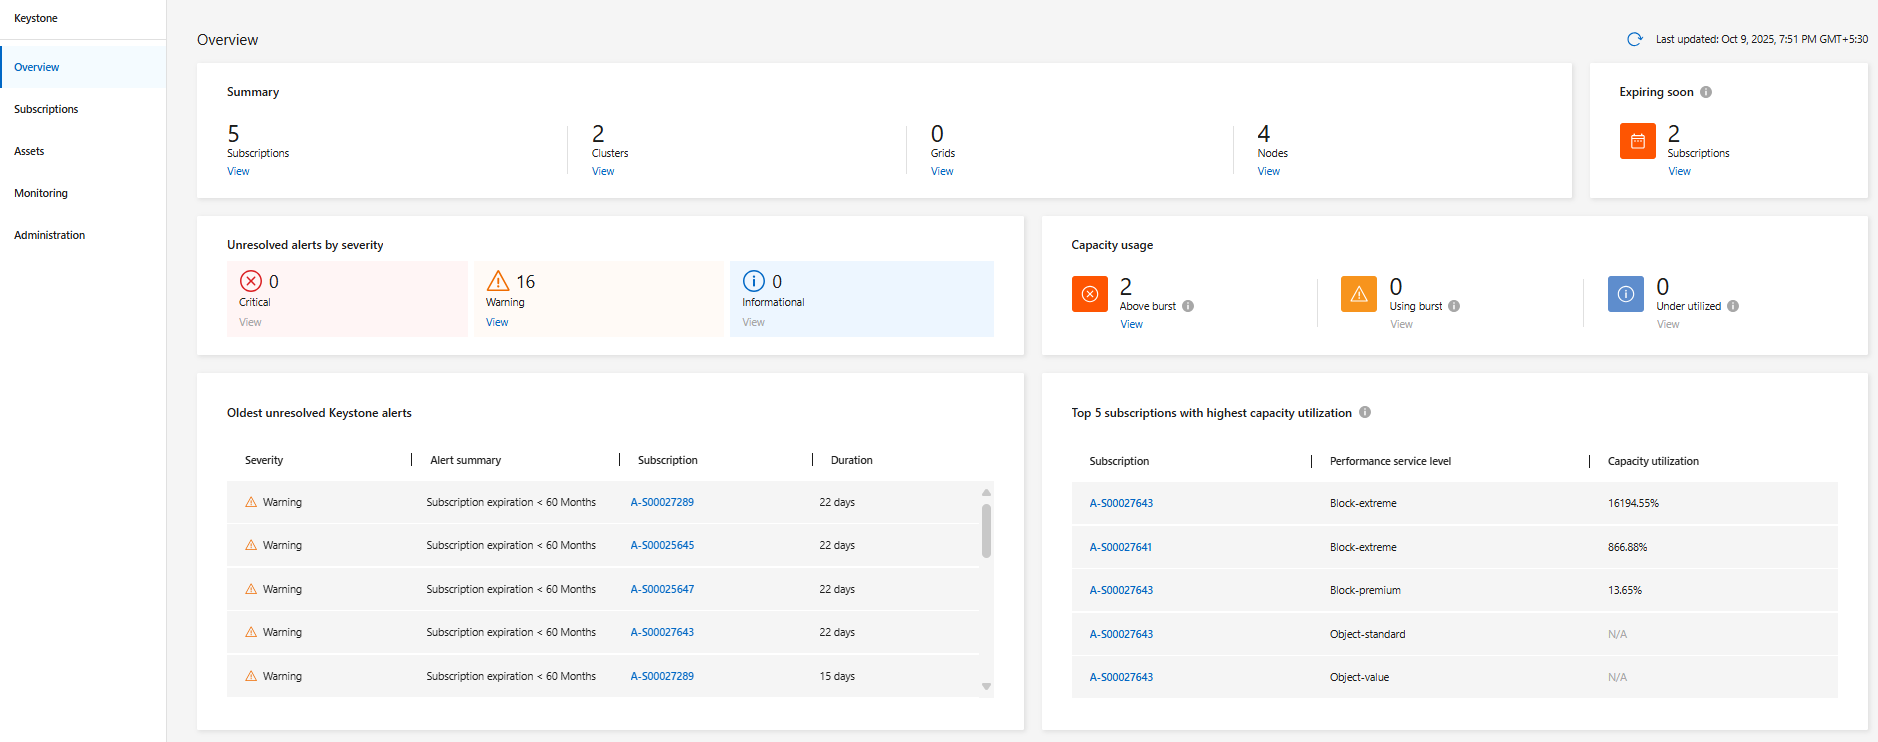 Keystone
Overview
Subscriptions
Assets
Monitoring
Administration
Overview
Last updated: Oct 9, 2025, 7:51 PM GMT+5:30
Summary
5
Subscriptions
View
2
Clusters
View
0
Grids
View
4
Nodes
View
Expiring soon
2
Subscriptions
View
Unresolved alerts by severity
0
Critical
View
16
Warning
View
0
Informational
View
Capacity usage
2
Above burst
View
0
Using burst
View
0
Under utilized
View
Oldest unresolved Keystone alerts
Severity Alert summary Subscription Duration
Warning Subscription expiration < 60 Months A-S00027289 22 days
Warning Subscription expiration < 60 Months A-S00025645 22 days
Warning Subscription expiration < 60 Months A-S00025647 22 days
Warning Subscription expiration < 60 Months A-S00027643 22 days
Warning Subscription expiration < 60 Months A-S00027289 15 days
Top 5 subscriptions with highest capacity utilization
Subscription Performance service level Capacity utilization
A-S00027643 Block-extreme 16194.55%
A-S00027641 Block-extreme 866.88%
A-S00027643 Block-premium 13.65%
A-S00027643 Object-standard N/A
A-S00027643 Object-value N/A